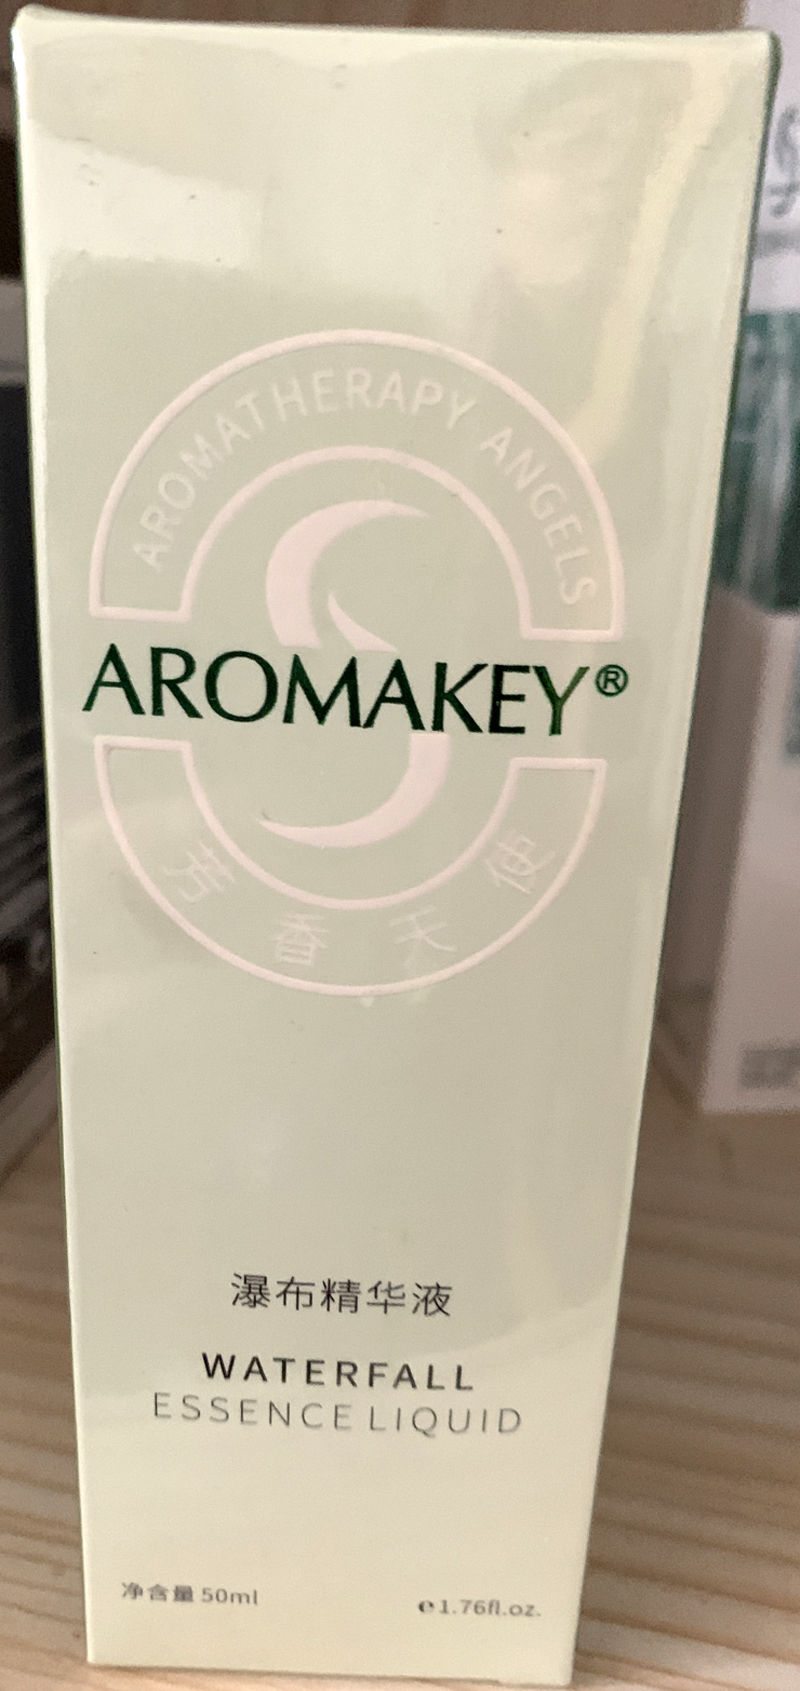 AROMATHERAPY ANGELS
AROMAKEY®
芳香天使
瀑布精华液
WATERFALL
ESSENCE LIQUID
净含量 50ml
℮1.76fl.oz.